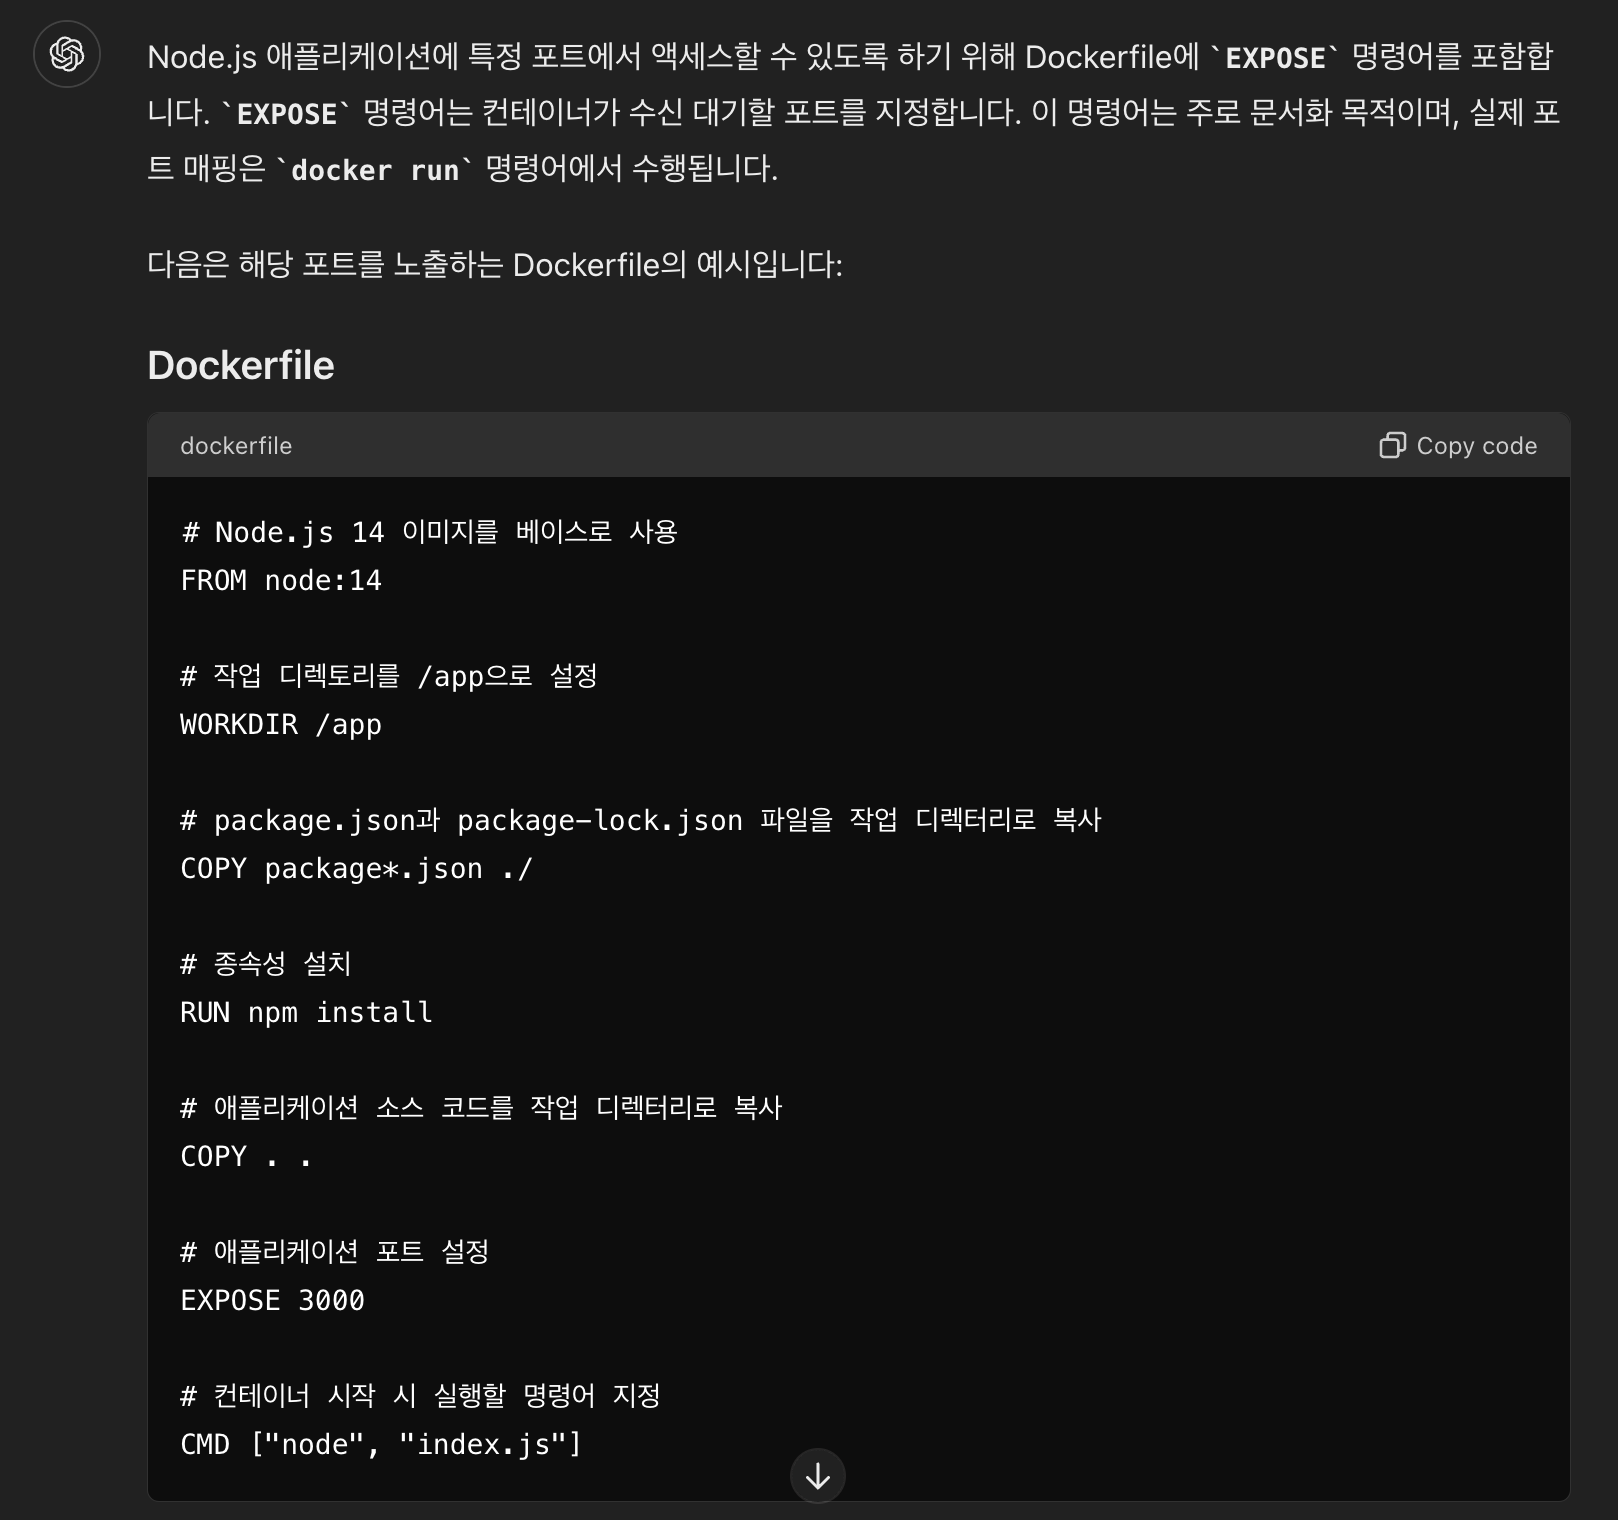 Node.js 애플리케이션에 특정 포트에서 액세스할 수 있도록 하기 위해 Dockerfile에 `EXPOSE` 명령어를 포함합
니다. `EXPOSE` 명령어는 컨테이너가 수신 대기할 포트를 지정합니다. 이 명령어는 주로 문서화 목적이며, 실제 포
트 매핑은 `docker run` 명령어에서 수행됩니다.
다음은 해당 포트를 노출하는 Dockerfile의 예시입니다:
Dockerfile
dockerfile
Copy code
# Node.js 14 이미지를 베이스로 사용
FROM node:14
# 작업 디렉토리를 /app으로 설정
WORKDIR /app
# package.json과 package-lock.json 파일을 작업 디렉터리로 복사
COPY package*.json ./
# 종속성 설치
RUN npm install
# 애플리케이션 소스 코드를 작업 디렉터리로 복사
COPY . .
# 애플리케이션 포트 설정
EXPOSE 3000
# 컨테이너 시작 시 실행할 명령어 지정
CMD ["node", "index.js"]